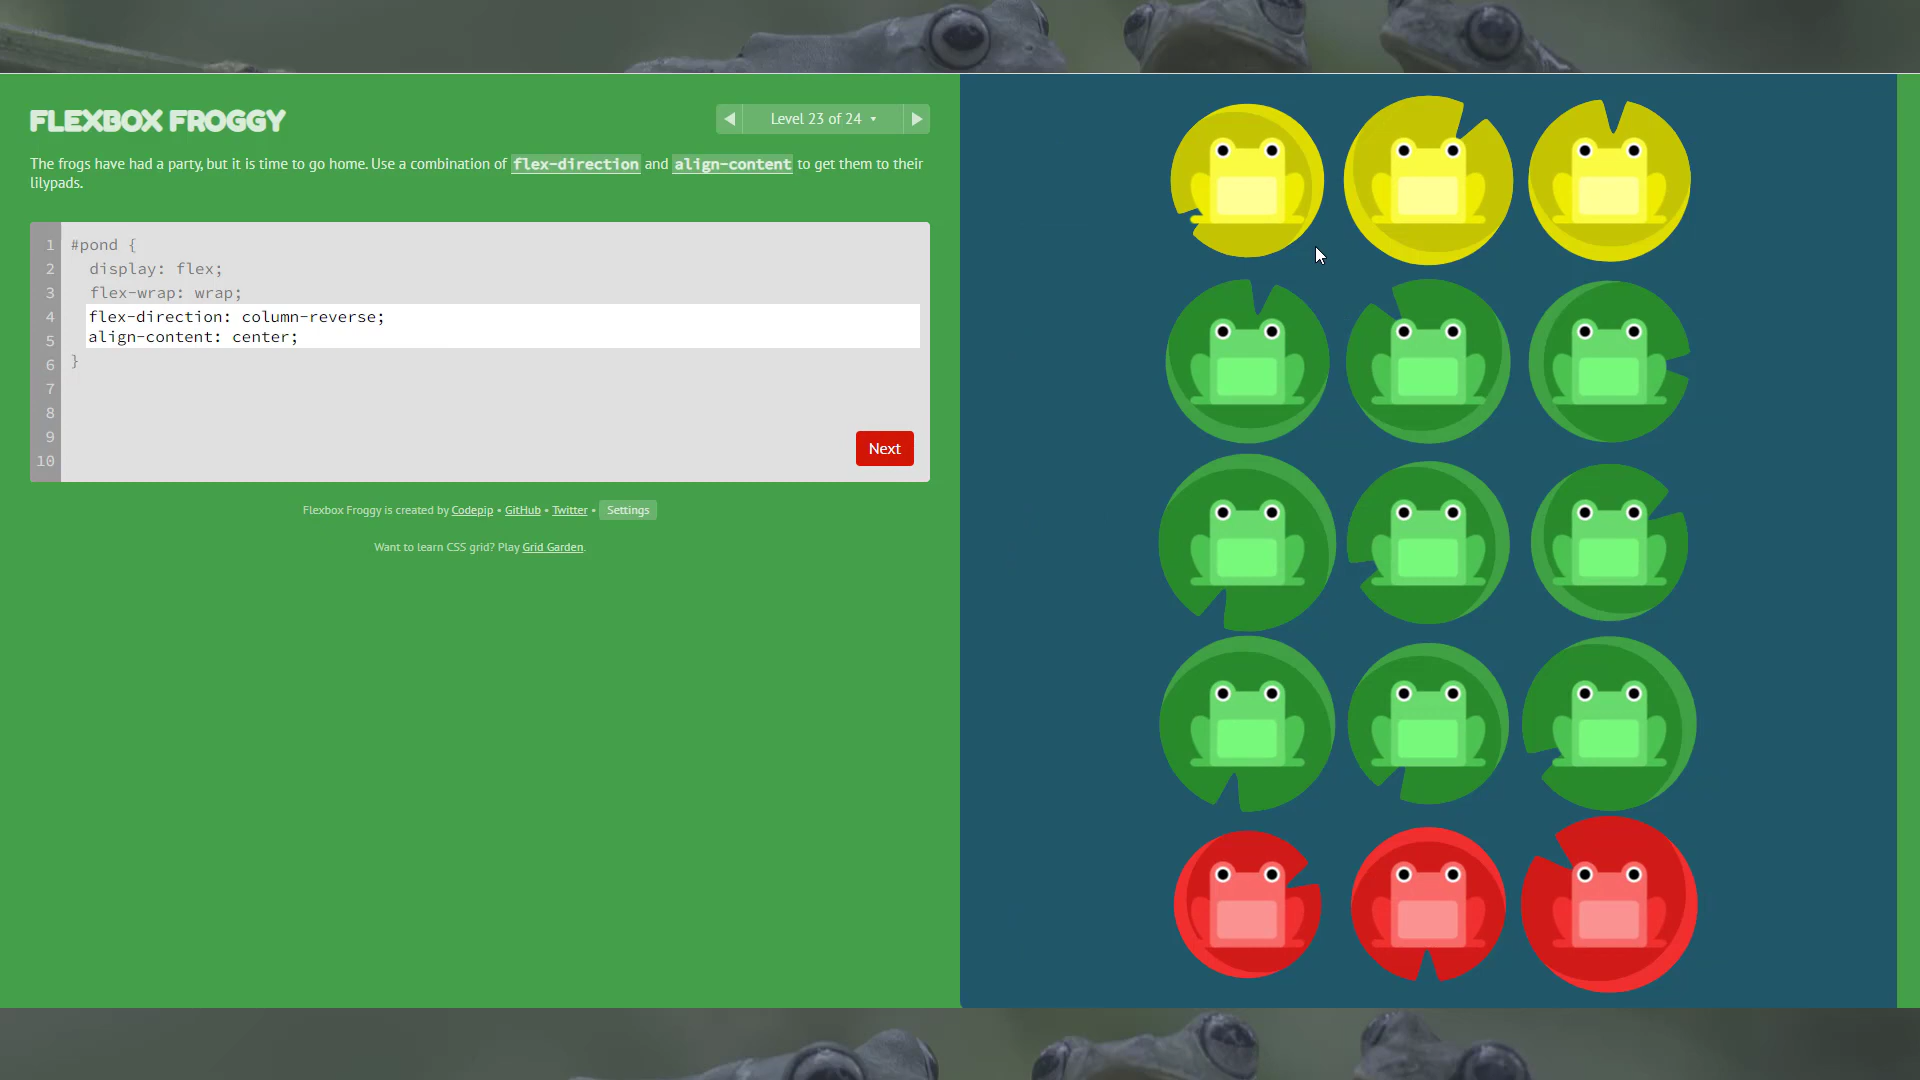 FLEXBOX FROGGY
Level 23 of 24
The frogs have had a party, but it is time to go home. Use a combination of flex-direction and align-content to get them to their
lilypads.
1 #pond {
2 display: flex;
3 flex-wrap: wrap;
4 flex-direction: column-reverse;
5 align-content: center;
6 }
7
8
9
10
Next
Flexbox Froggy is created by Codepip • GitHub • Twitter • Settings
Want to learn CSS grid? Play Grid Garden.